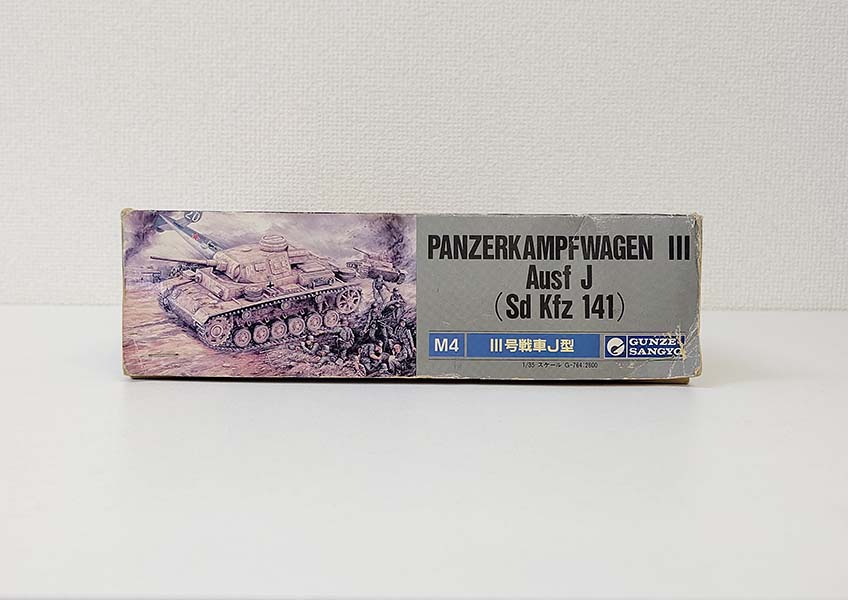 PANZERKAMPFWAGEN III
Ausf J
(Sd Kfz 141)
M4
III号戦車J型
GUNZE
SANGYO
1/35 スケール G-764:2600
20